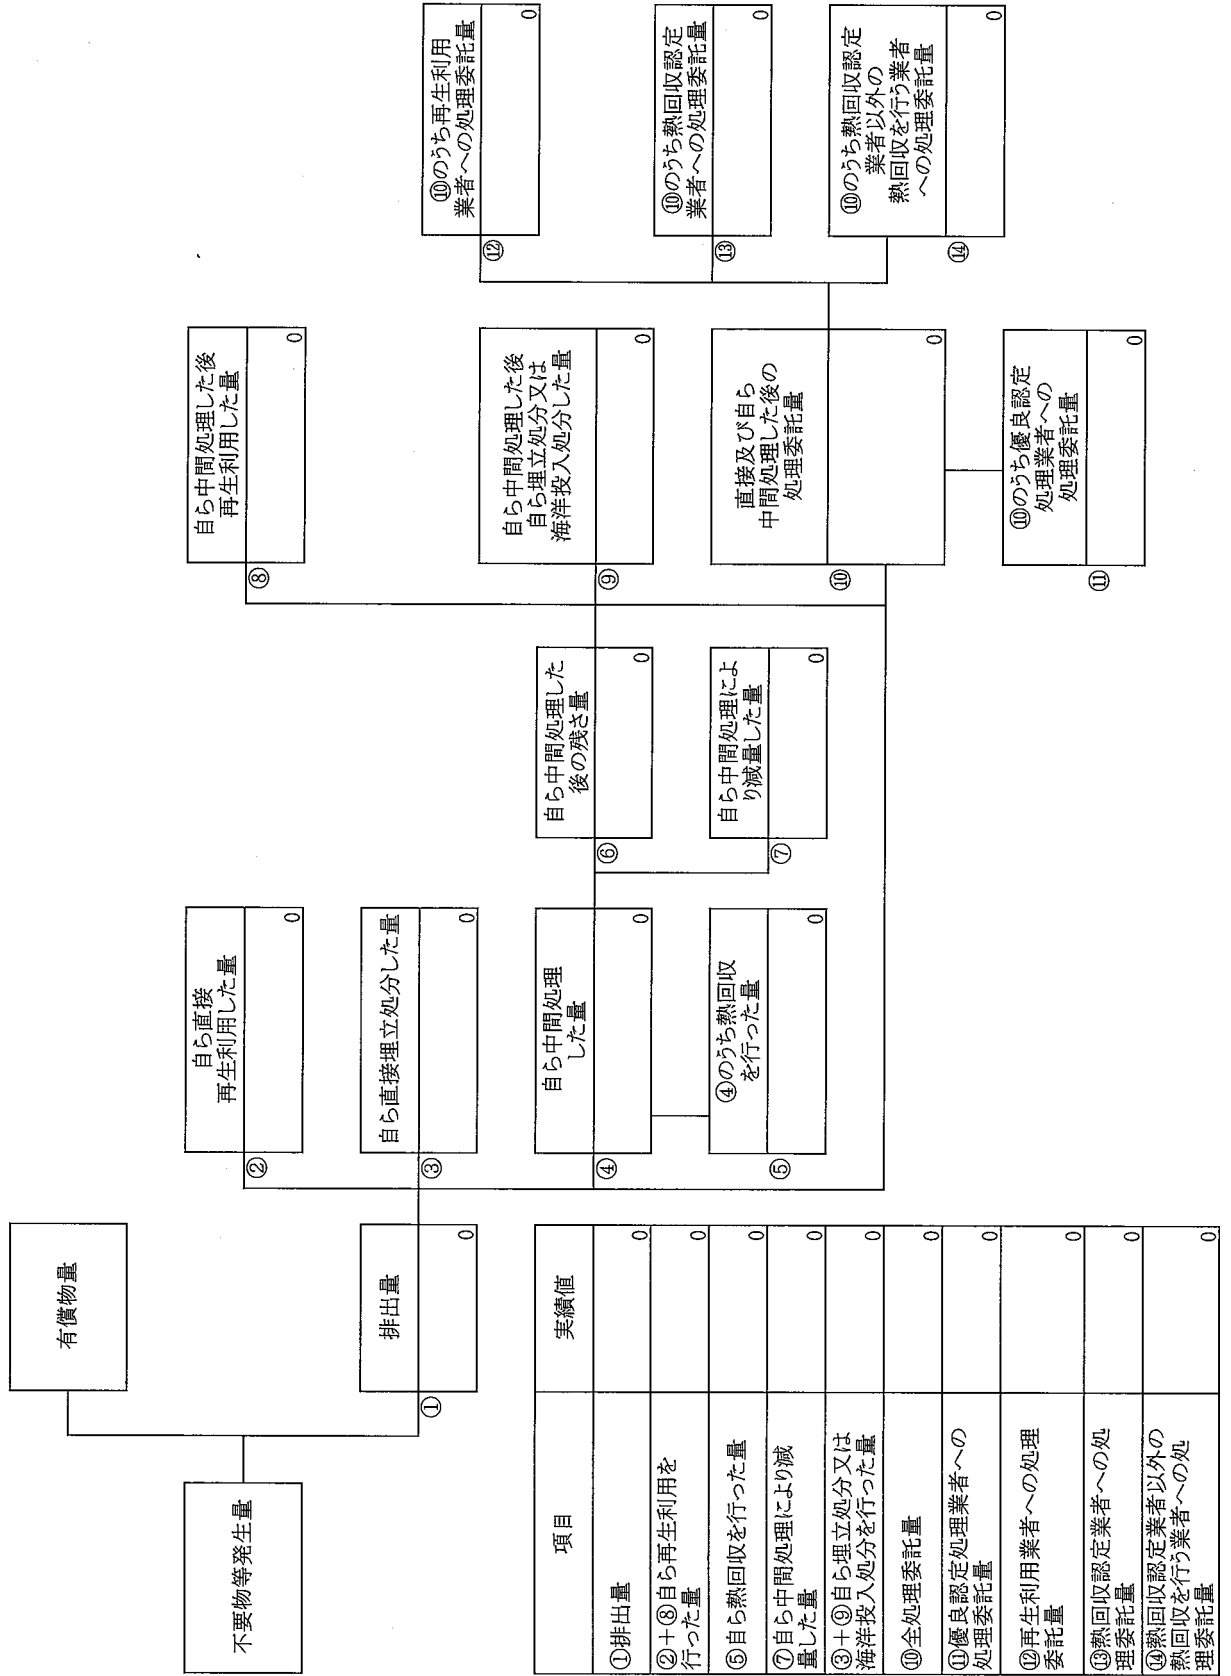 不要物等発生量
有償物量
①
排出量
0
②
自ら直接
再生利用した量
0
③
自ら直接埋立処分した量
0
④
自ら中間処理
した量
0
⑤
④のうち熱回収
を行った量
0
⑥
自ら中間処理した
後の残さ量
0
⑦
自ら中間処理によ
り減量した量
0
⑧
自ら中間処理した後
再生利用した量
0
⑨
自ら中間処理した後
自ら埋立処分又は
海洋投入処分した量
0
⑩
直接及び自ら
中間処理した後の
処理委託量
0
⑪
⑩のうち優良認定
処理業者への
処理委託量
0
⑫
⑩のうち再生利用
業者への処理委託量
0
⑬
⑩のうち熱回収認定
業者への処理委託量
0
⑭
⑩のうち熱回収認定
業者以外の
熱回収を行う業者
への処理委託量
0
項目
実績値
①排出量
0
②+⑧自ら再生利用を
行った量
0
⑤自ら熱回収を行った量
0
⑦自ら中間処理により減
量した量
0
③+⑨自ら埋立処分又は
海洋投入処分を行った量
0
⑩全処理委託量
0
⑪優良認定処理業者への
処理委託量
0
⑫再生利用業者への処理
委託量
0
⑬熱回収認定業者への処
理委託量
0
⑭熱回収認定業者以外の
熱回収を行う業者への処
理委託量
0